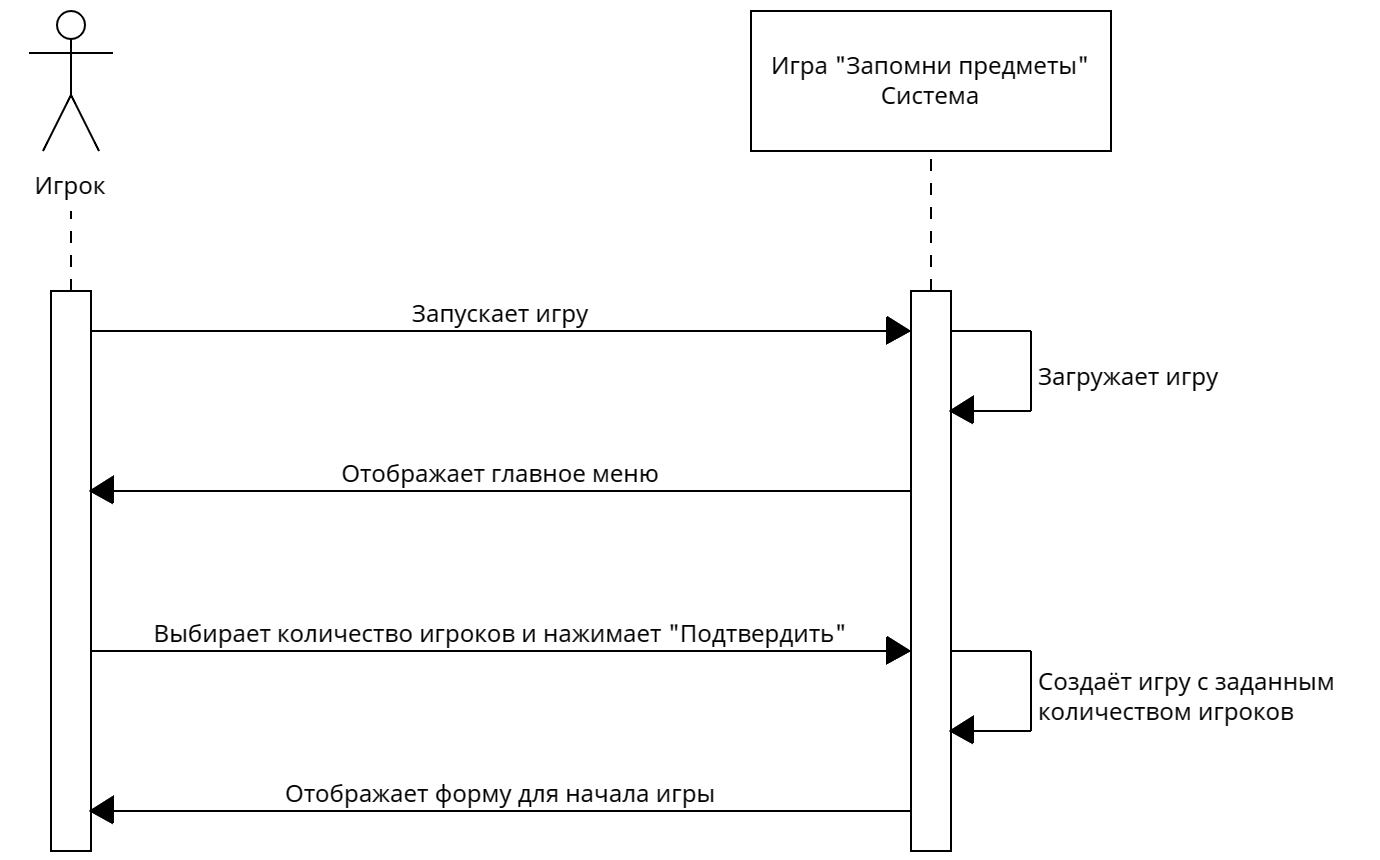 Игра "Запомни предметы"
Система
Игрок
Запускает игру
Загружает игру
Отображает главное меню
Выбирает количество игроков и нажимает "Подтвердить"
Создаёт игру с заданным
количеством игроков
Отображает форму для начала игры